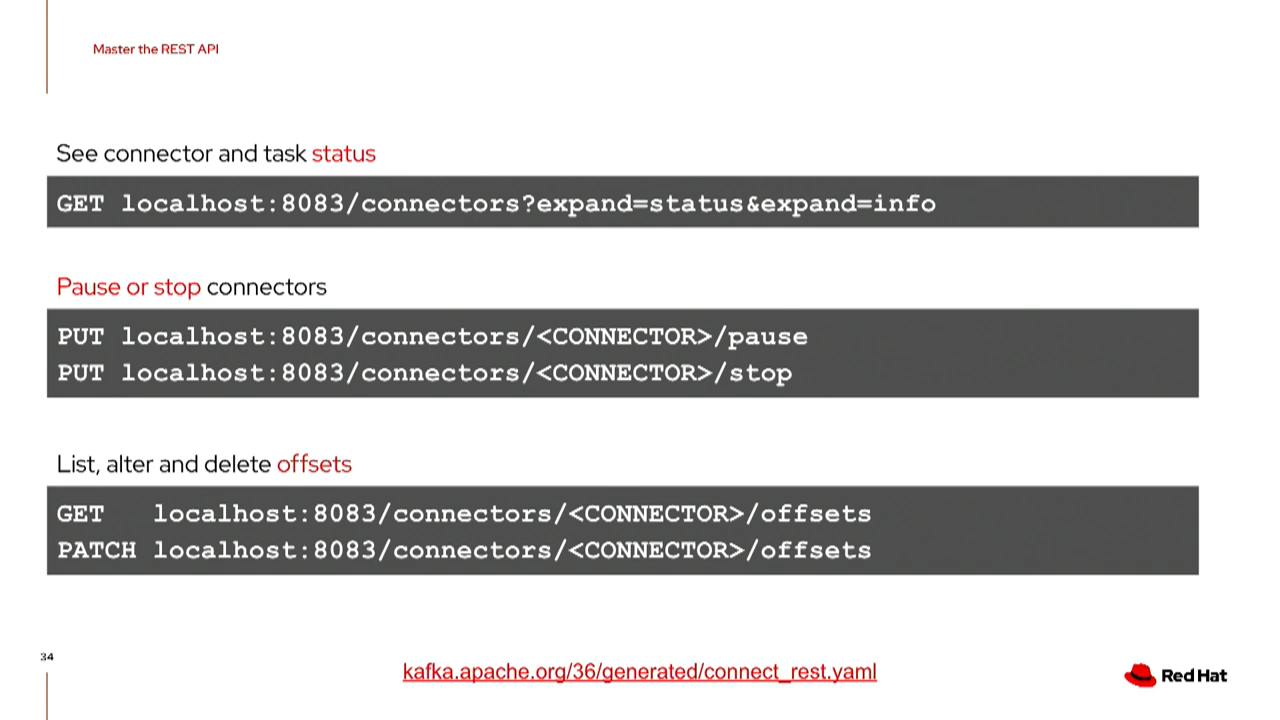 Master the REST API
See connector and task status
GET localhost:8083/connectors?expand=status&expand=info
Pause or stop connectors
PUT localhost:8083/connectors/<CONNECTOR>/pause
PUT localhost:8083/connectors/<CONNECTOR>/stop
List, alter and delete offsets
GET   localhost:8083/connectors/<CONNECTOR>/offsets
PATCH localhost:8083/connectors/<CONNECTOR>/offsets
34
kafka.apache.org/36/generated/connect_rest.yaml
Red Hat